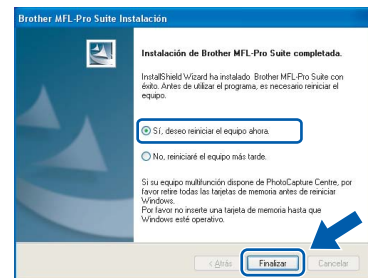 Brother MFL-Pro Suite Instalación
Instalación de Brother MFL-Pro Suite completada.
InstallShield Wizard ha instalado Brother MFL-Pro Suite con
éxito. Antes de utilizar el programa, es necesario reiniciar el
equipo.
Sí, deseo reiniciar el equipo ahora.
No, reiniciaré el equipo más tarde.
Si su equipo multifunción dispone de PhotoCapture Centre, por
favor retire todas las tarjetas de memoria antes de reiniciar
Windows.
Por favor no inserte una tarjeta de memoria hasta que
Windows esté operativo.
< Atrás Finalizar Cancelar